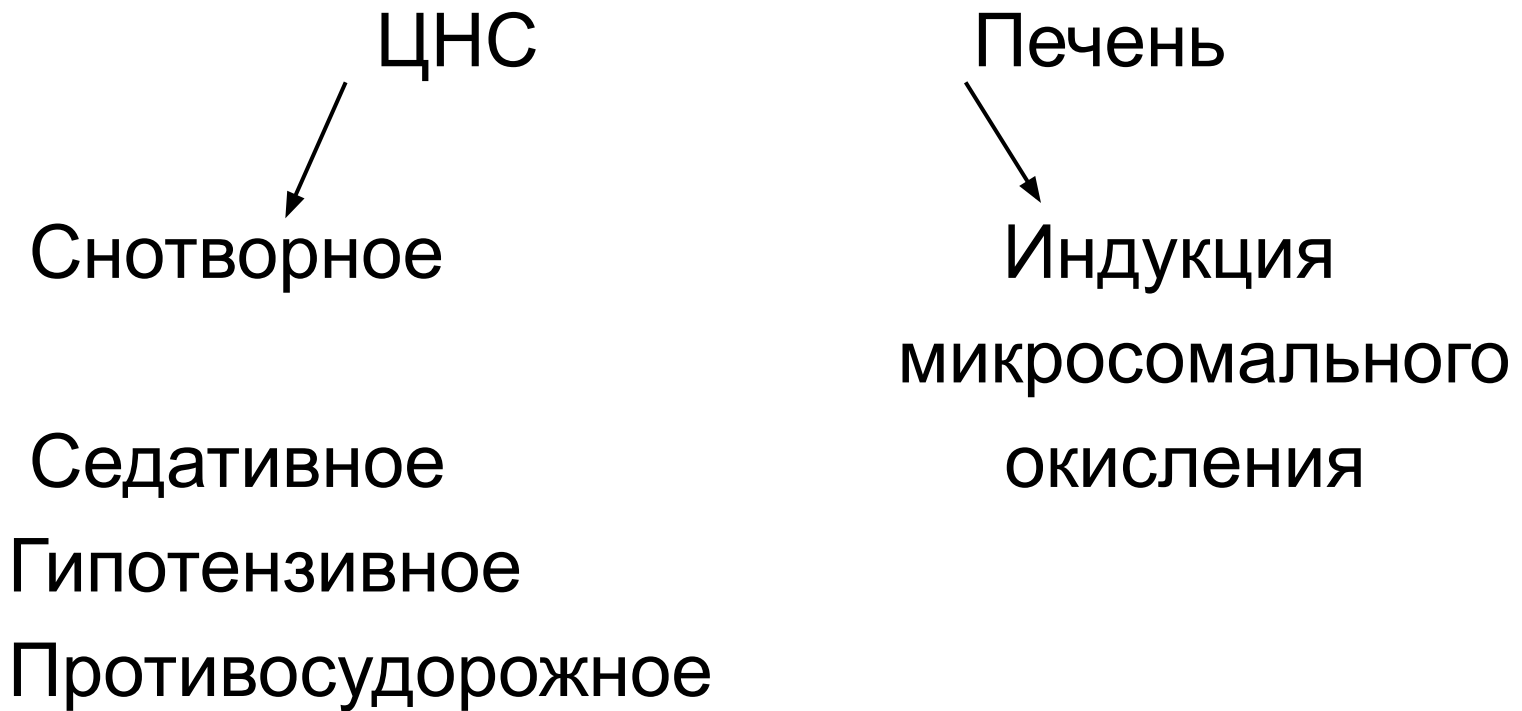 ЦНС Печень
Снотворное Индукция
микросомального
Седативное окисления
Гипотензивное
Противосудорожное